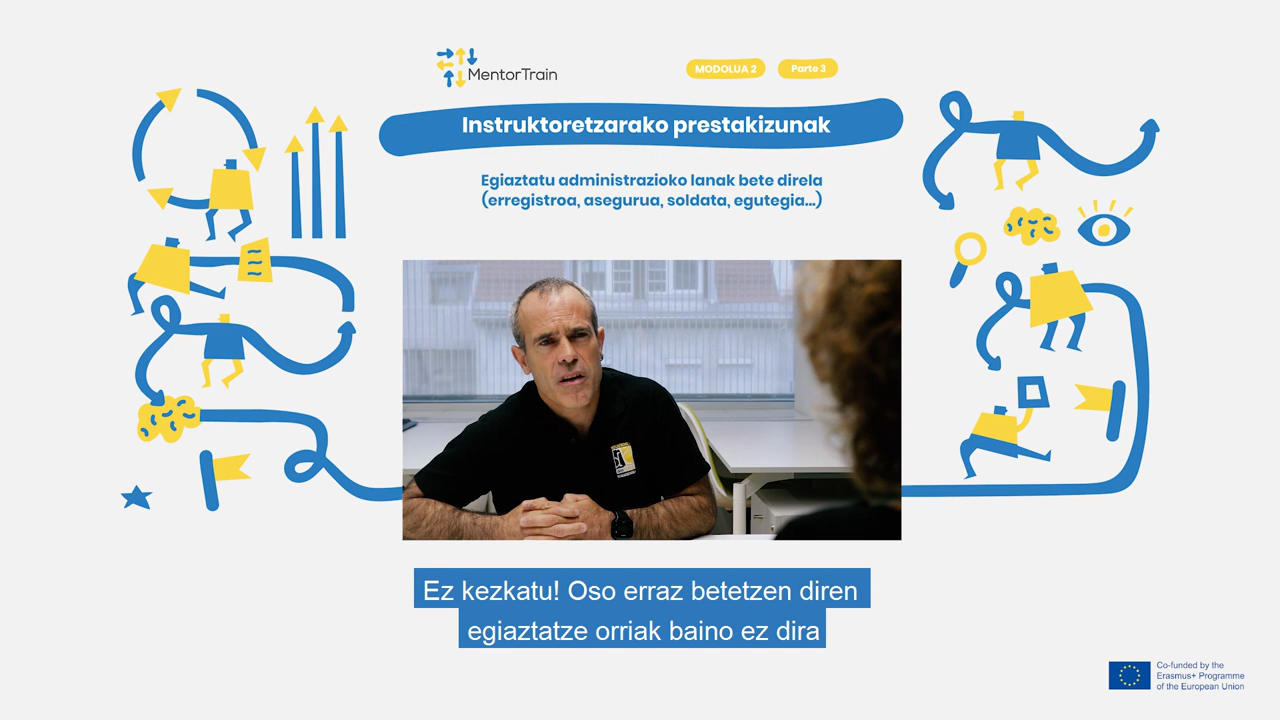 MentorTrain
MODOLUA 2
Parte 3
Instruktoretzarako prestakizunak
Egiaztatu administrazioko lanak bete direla
(erregistroa, asegurua, soldata, egutegia...)
Ez kezkatu! Oso erraz betetzen diren
egiaztatze orriak baino ez dira
Co-funded by the
Erasmus+ Programme
of the European Union